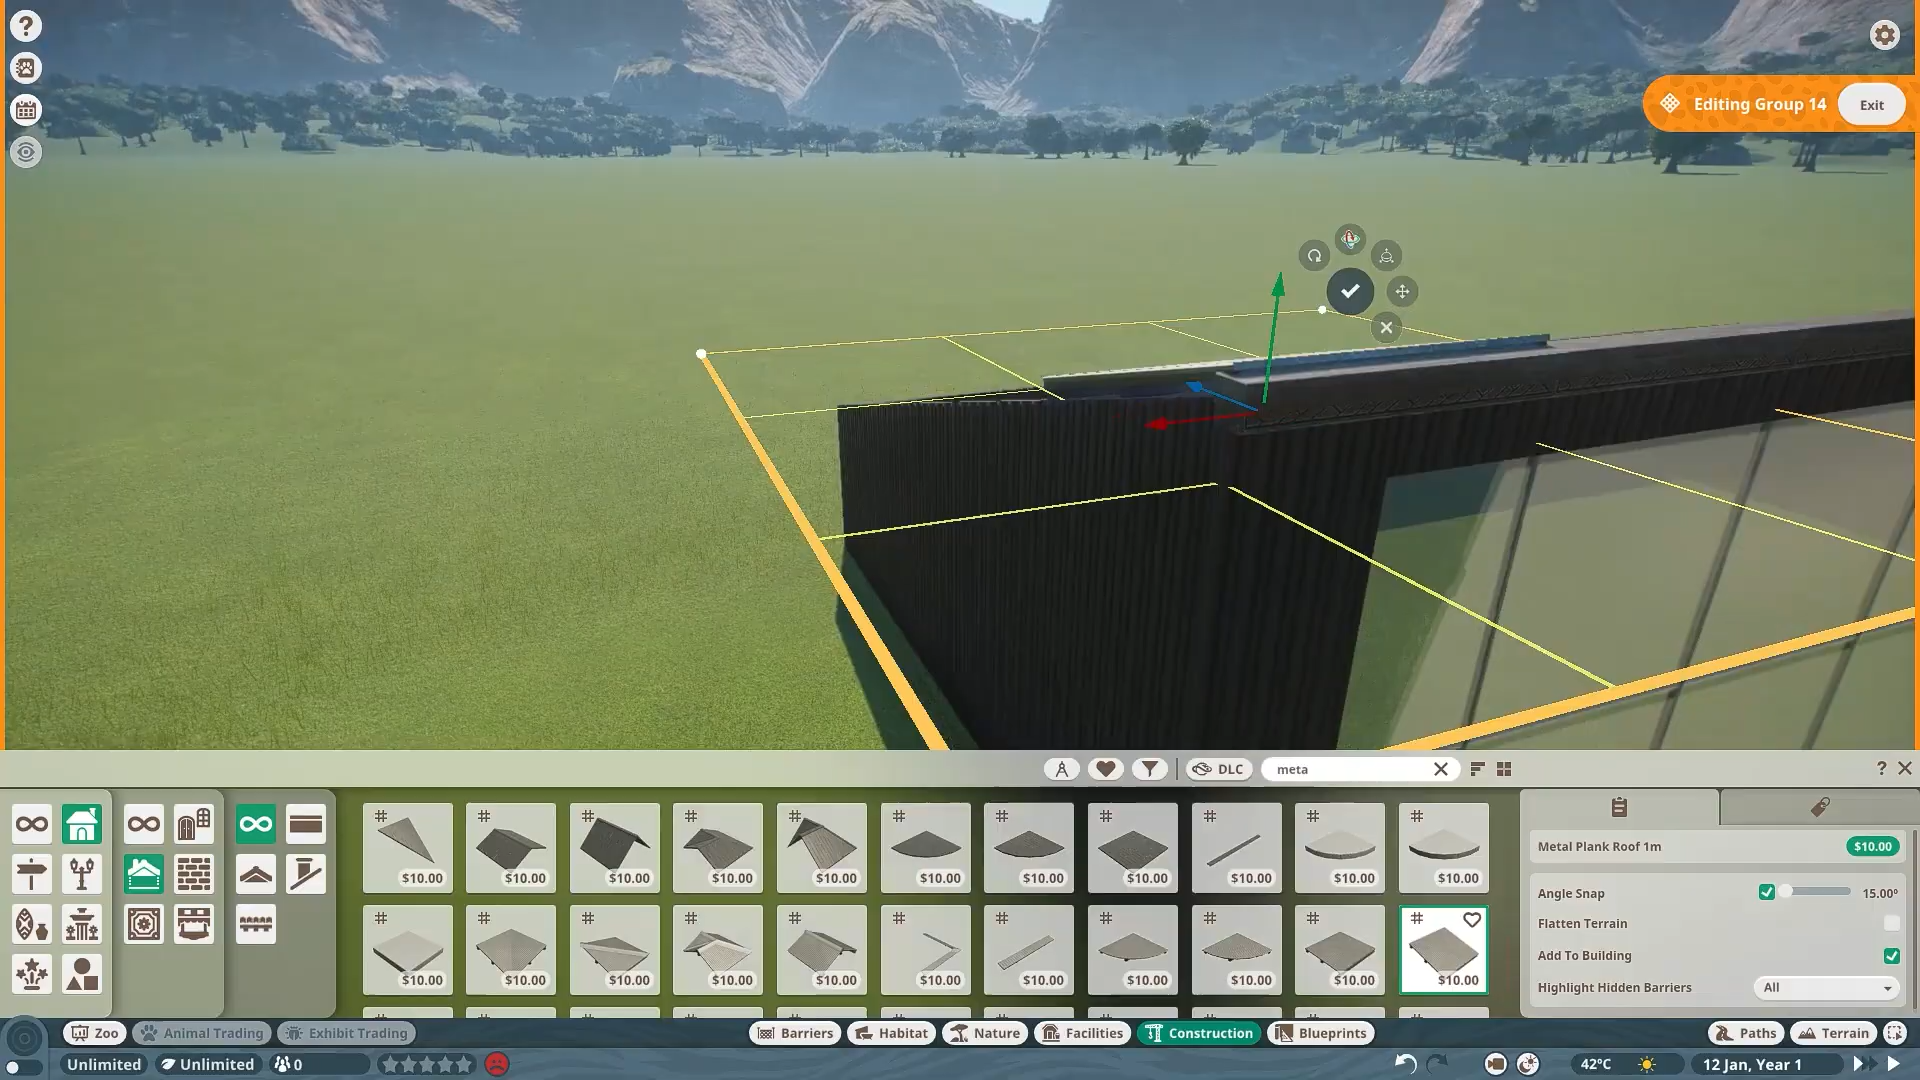 ?
Editing Group 14 Exit
DLC meta ?
$10.00 $10.00 $10.00 $10.00 $10.00 $10.00 $10.00 $10.00 $10.00 $10.00 $10.00
$10.00 $10.00 $10.00 $10.00 $10.00 $10.00 $10.00 $10.00 $10.00 $10.00 $10.00
Metal Plank Roof 1m $10.00
Angle Snap 15.00°
Flatten Terrain
Add To Building
Highlight Hidden Barriers All
Zoo Animal Trading Exhibit Trading Barriers Habitat Nature Facilities Construction Blueprints Paths Terrain
Unlimited Unlimited 0 42°C 12 Jan, Year 1